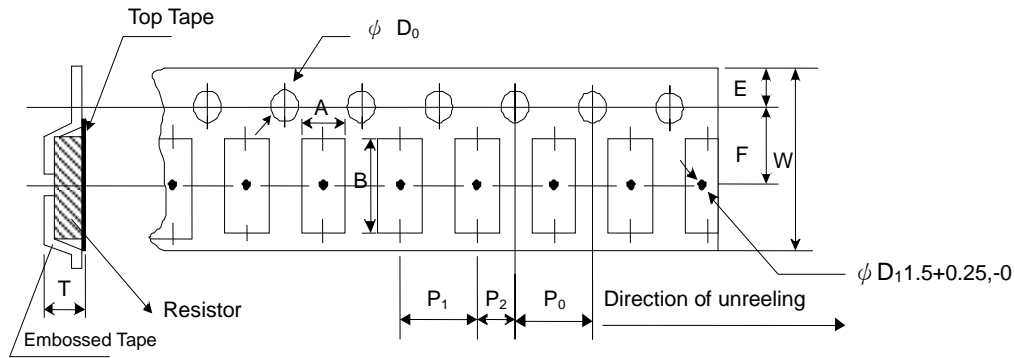 Top Tape
ϕ D₀
E
A
F
W
B
T
P₁
P₂
P₀
Direction of unreeling
ϕ D₁1.5+0.25,-0
Resistor
Embossed Tape